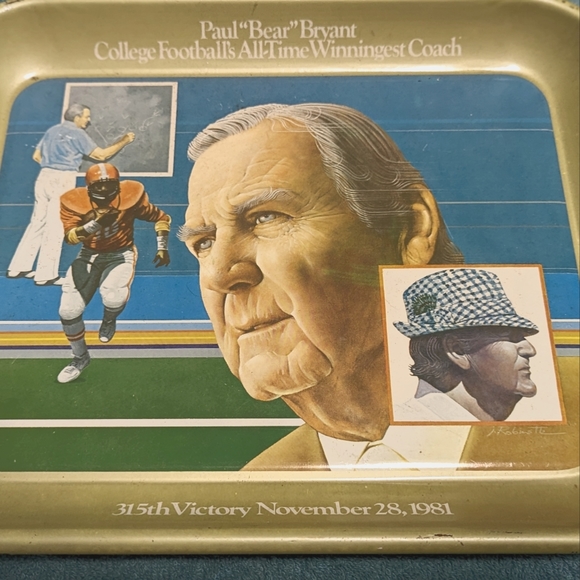 Paul "Bear" Bryant
College Football's All-Time Winningest Coach
315th Victory November 28, 1981